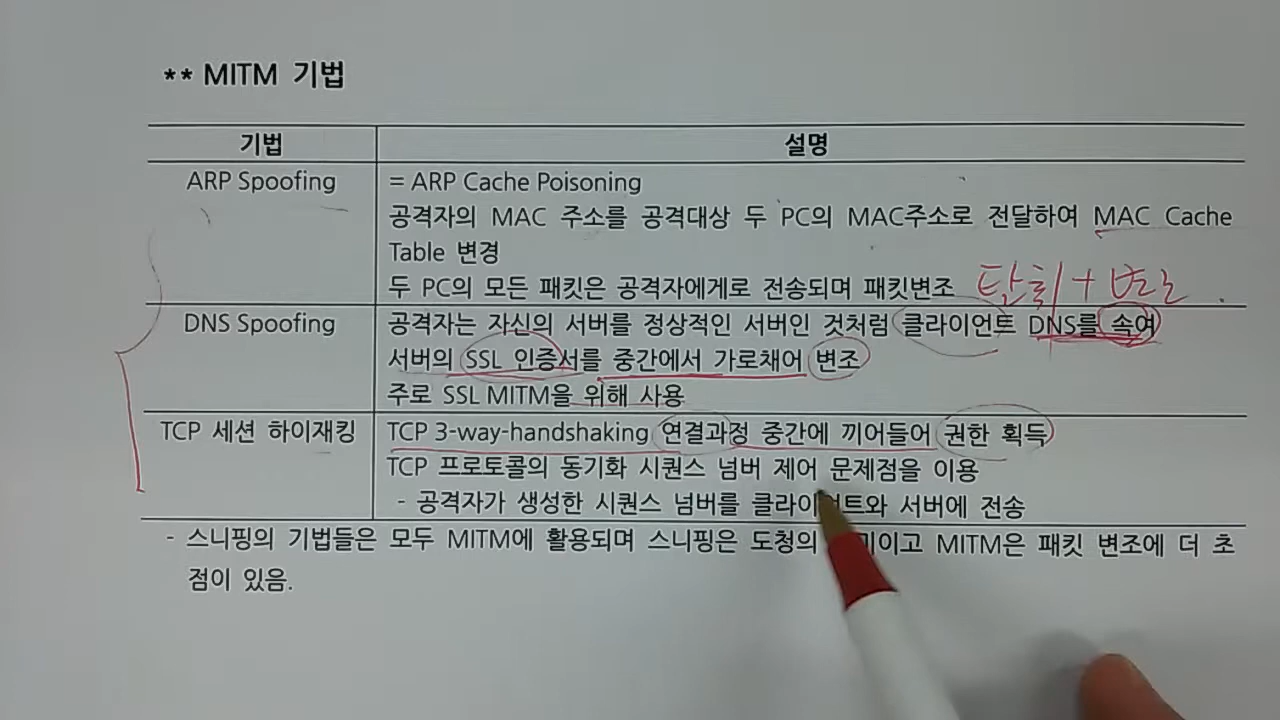 ** MITM 기법
기법 설명
ARP Spoofing = ARP Cache Poisoning
공격자의 MAC 주소를 공격대상 두 PC의 MAC주소로 전달하여 MAC Cache
Table 변경
두 PC의 모든 패킷은 공격자에게로 전송되며 패킷변조
DNS Spoofing 공격자는 자신의 서버를 정상적인 서버인 것처럼 클라이언트 DNS를 속여
서버의 SSL 인증서를 중간에서 가로채어 변조
주로 SSL MITM을 위해 사용
TCP 세션 하이재킹 TCP 3-way-handshaking 연결과정 중간에 끼어들어 권한 획득
TCP 프로토콜의 동기화 시퀀스 넘버 제어 문제점을 이용
- 공격자가 생성한 시퀀스 넘버를 서버에 전송
- 스니핑의 기법들은 모두 MITM에 활용되며 스니핑은 도청의 MITM은 패킷 변조에 더 초
점이 있음.